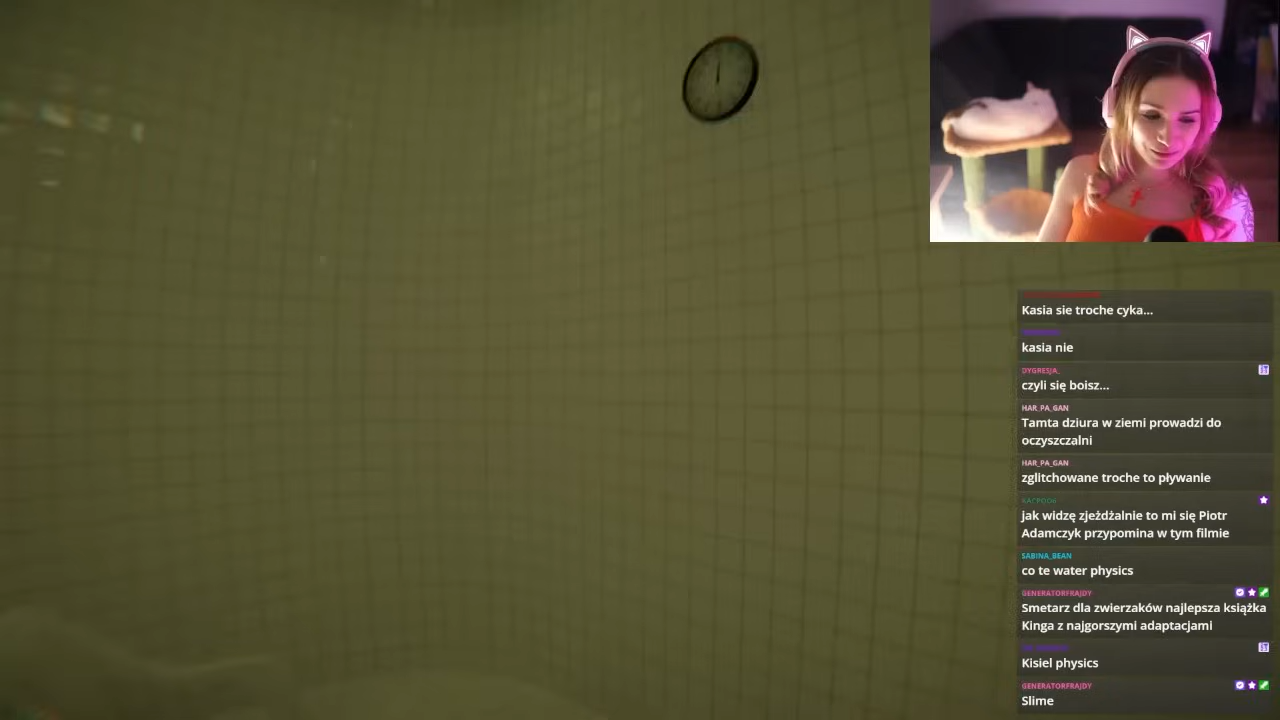 Kasia sie troche cyka...
kasia nie
DYGRESJA_
czyli się boisz...
HAR_PA_GAN
Tamta dziura w ziemi prowadzi do
oczyszczalni
HAR_PA_GAN
zglitchowane troche to pływanie
jak widzę zjeżdżalnie to mi się Piotr
Adamczyk przypomina w tym filmie
SABINA_BEAN
co te water physics
GENERATORFRAJDY
Smetarz dla zwierzaków najlepsza książka
Kinga z najgorszymi adaptacjami
Kisiel physics
GENERATORFRAJDY
Slime